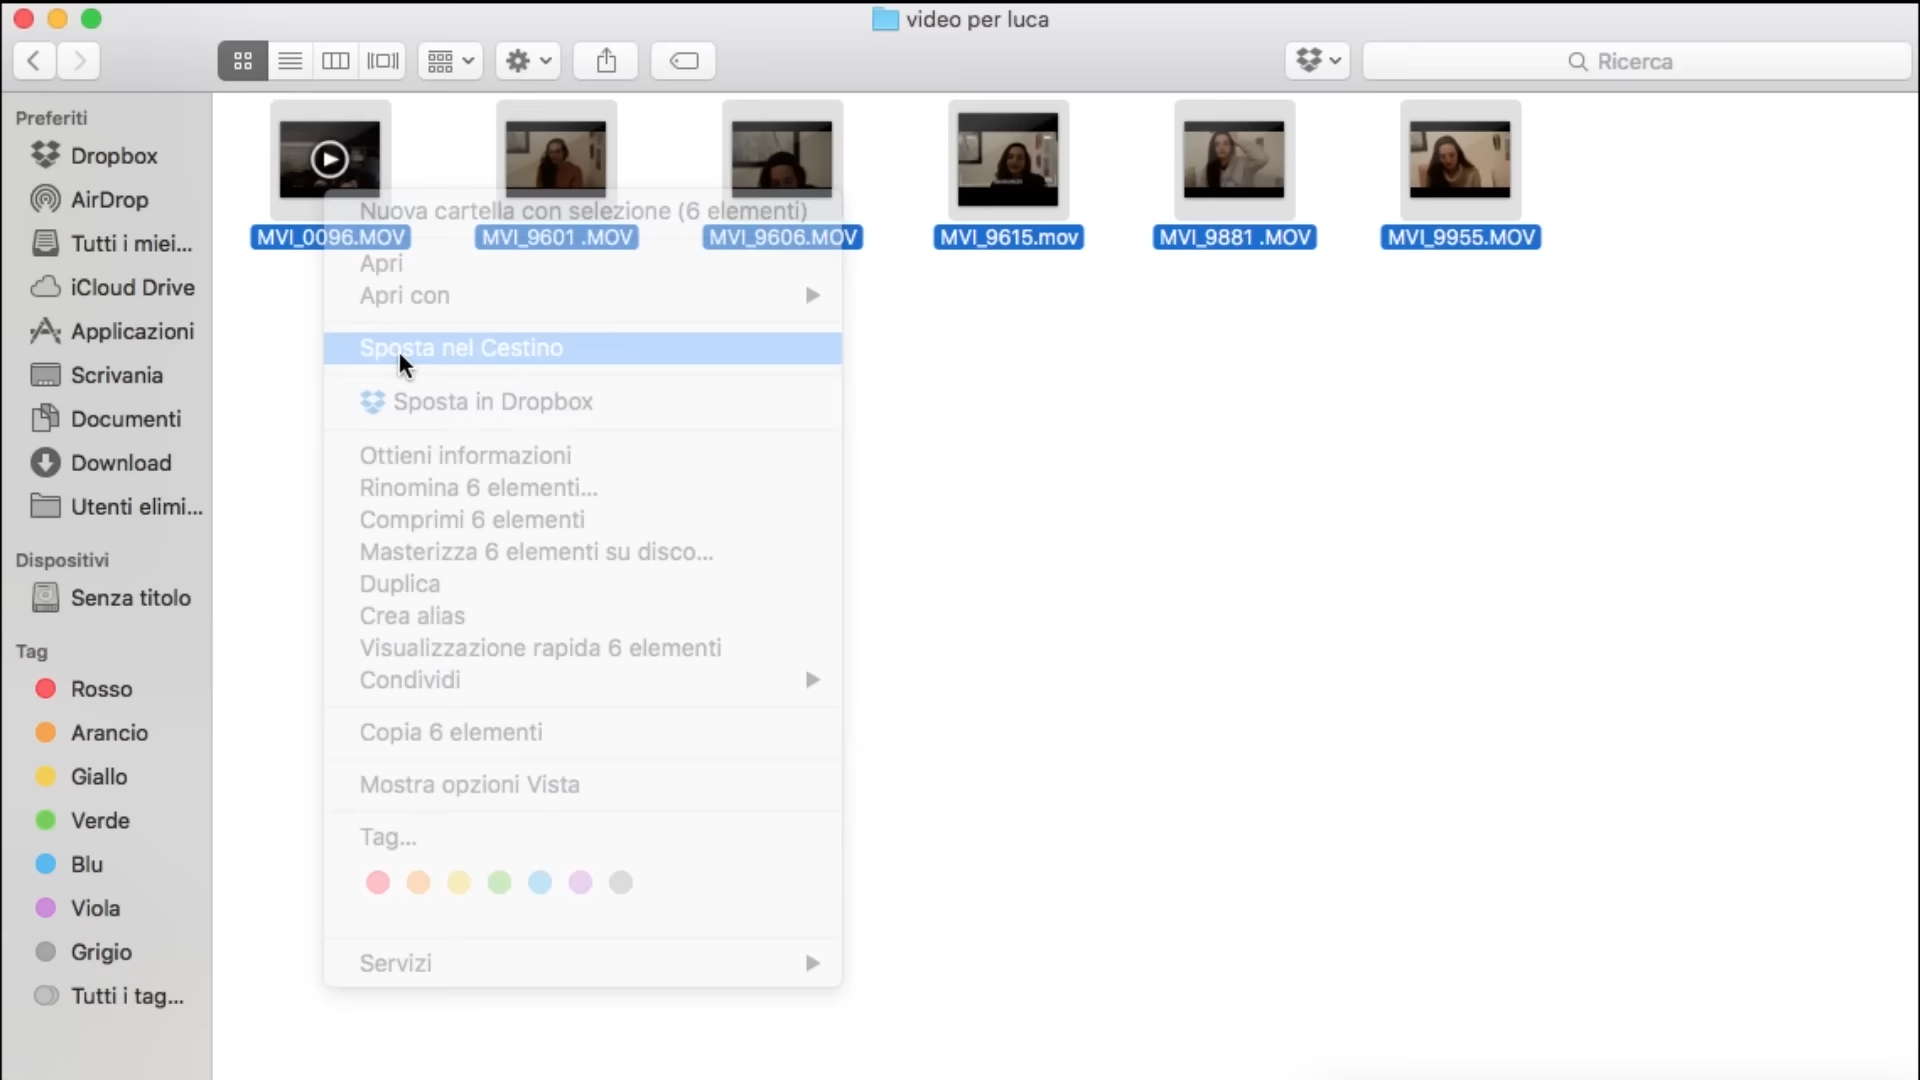 video per luca
Ricerca
Preferiti
Dropbox
AirDrop
Tutti i miei...
iCloud Drive
Applicazioni
Scrivania
Documenti
Download
Utenti elimi...
Dispositivi
Senza titolo
Tag
Rosso
Arancio
Giallo
Verde
Blu
Viola
Grigio
Tutti i tag...
MVI_0096.MOV
MVI_9601 .MOV
MVI_9606.MOV
MVI_9615.mov
MVI_9881 .MOV
MVI_9955.MOV
Nuova cartella con selezione (6 elementi)
Apri
Apri con
Sposta nel Cestino
Sposta in Dropbox
Ottieni informazioni
Rinomina 6 elementi...
Comprimi 6 elementi
Masterizza 6 elementi su disco...
Duplica
Crea alias
Visualizzazione rapida 6 elementi
Condividi
Copia 6 elementi
Mostra opzioni Vista
Tag...
Servizi